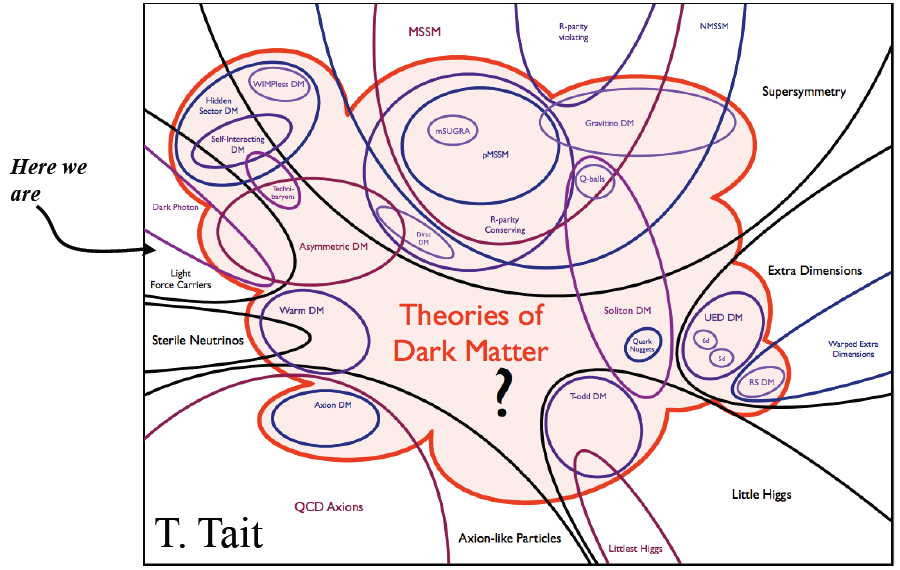 MSSM
R-parity
violating
NMSSM
Supersymmetry
WIMPless DM
Hidden
Sector DM
Self-Interacting
DM
mSUGRA
pMSSM
Gravitino DM
Here we
are
Techni-
baryons
Q-balls
Dark Photon
R-parity
Conserving
Dirac
DM
Asymmetric DM
Light
Force Carriers
Extra Dimensions
Warm DM
Theories of
Dark Matter
?
Soliton DM
Quark
Nuggets
UED DM
6d
5d
RS DM
Warped Extra
Dimensions
Sterile Neutrinos
Axion DM
T-odd DM
QCD Axions
Little Higgs
T. Tait
Axion-like Particles
Littlest Higgs